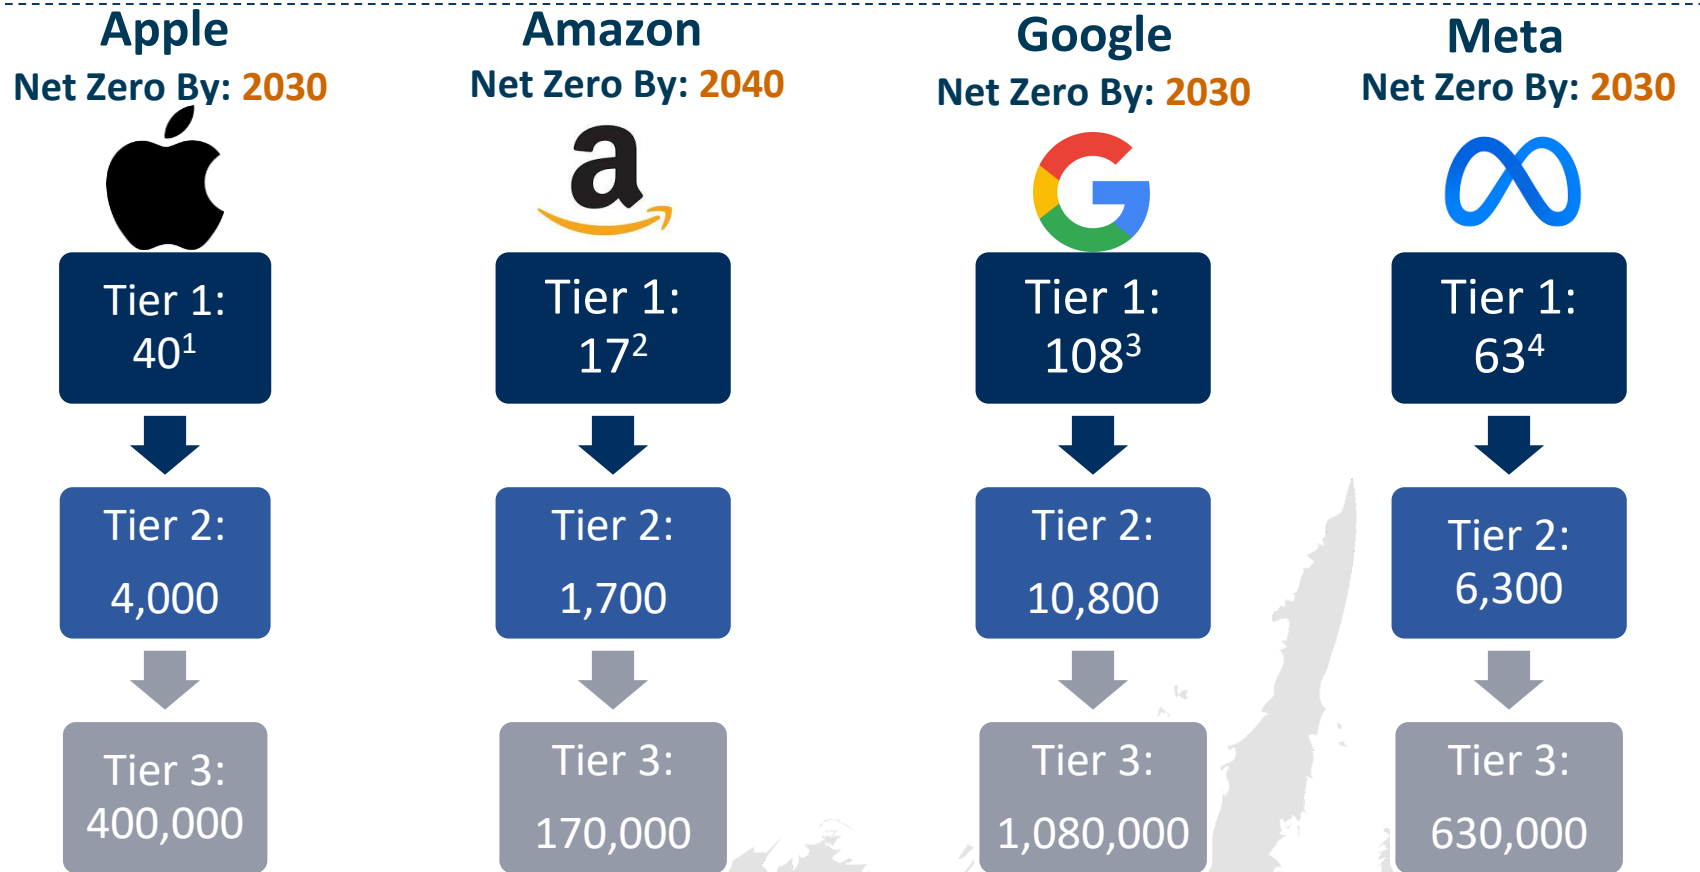 Apple
Net Zero By: 2030
Tier 1:
40¹
Tier 2:
4,000
Tier 3:
400,000
Amazon
Net Zero By: 2040
a
Tier 1:
17²
Tier 2:
1,700
Tier 3:
170,000
Google
Net Zero By: 2030
G
Tier 1:
108³
Tier 2:
10,800
Tier 3:
1,080,000
Meta
Net Zero By: 2030
Tier 1:
63⁴
Tier 2:
6,300
Tier 3:
630,000